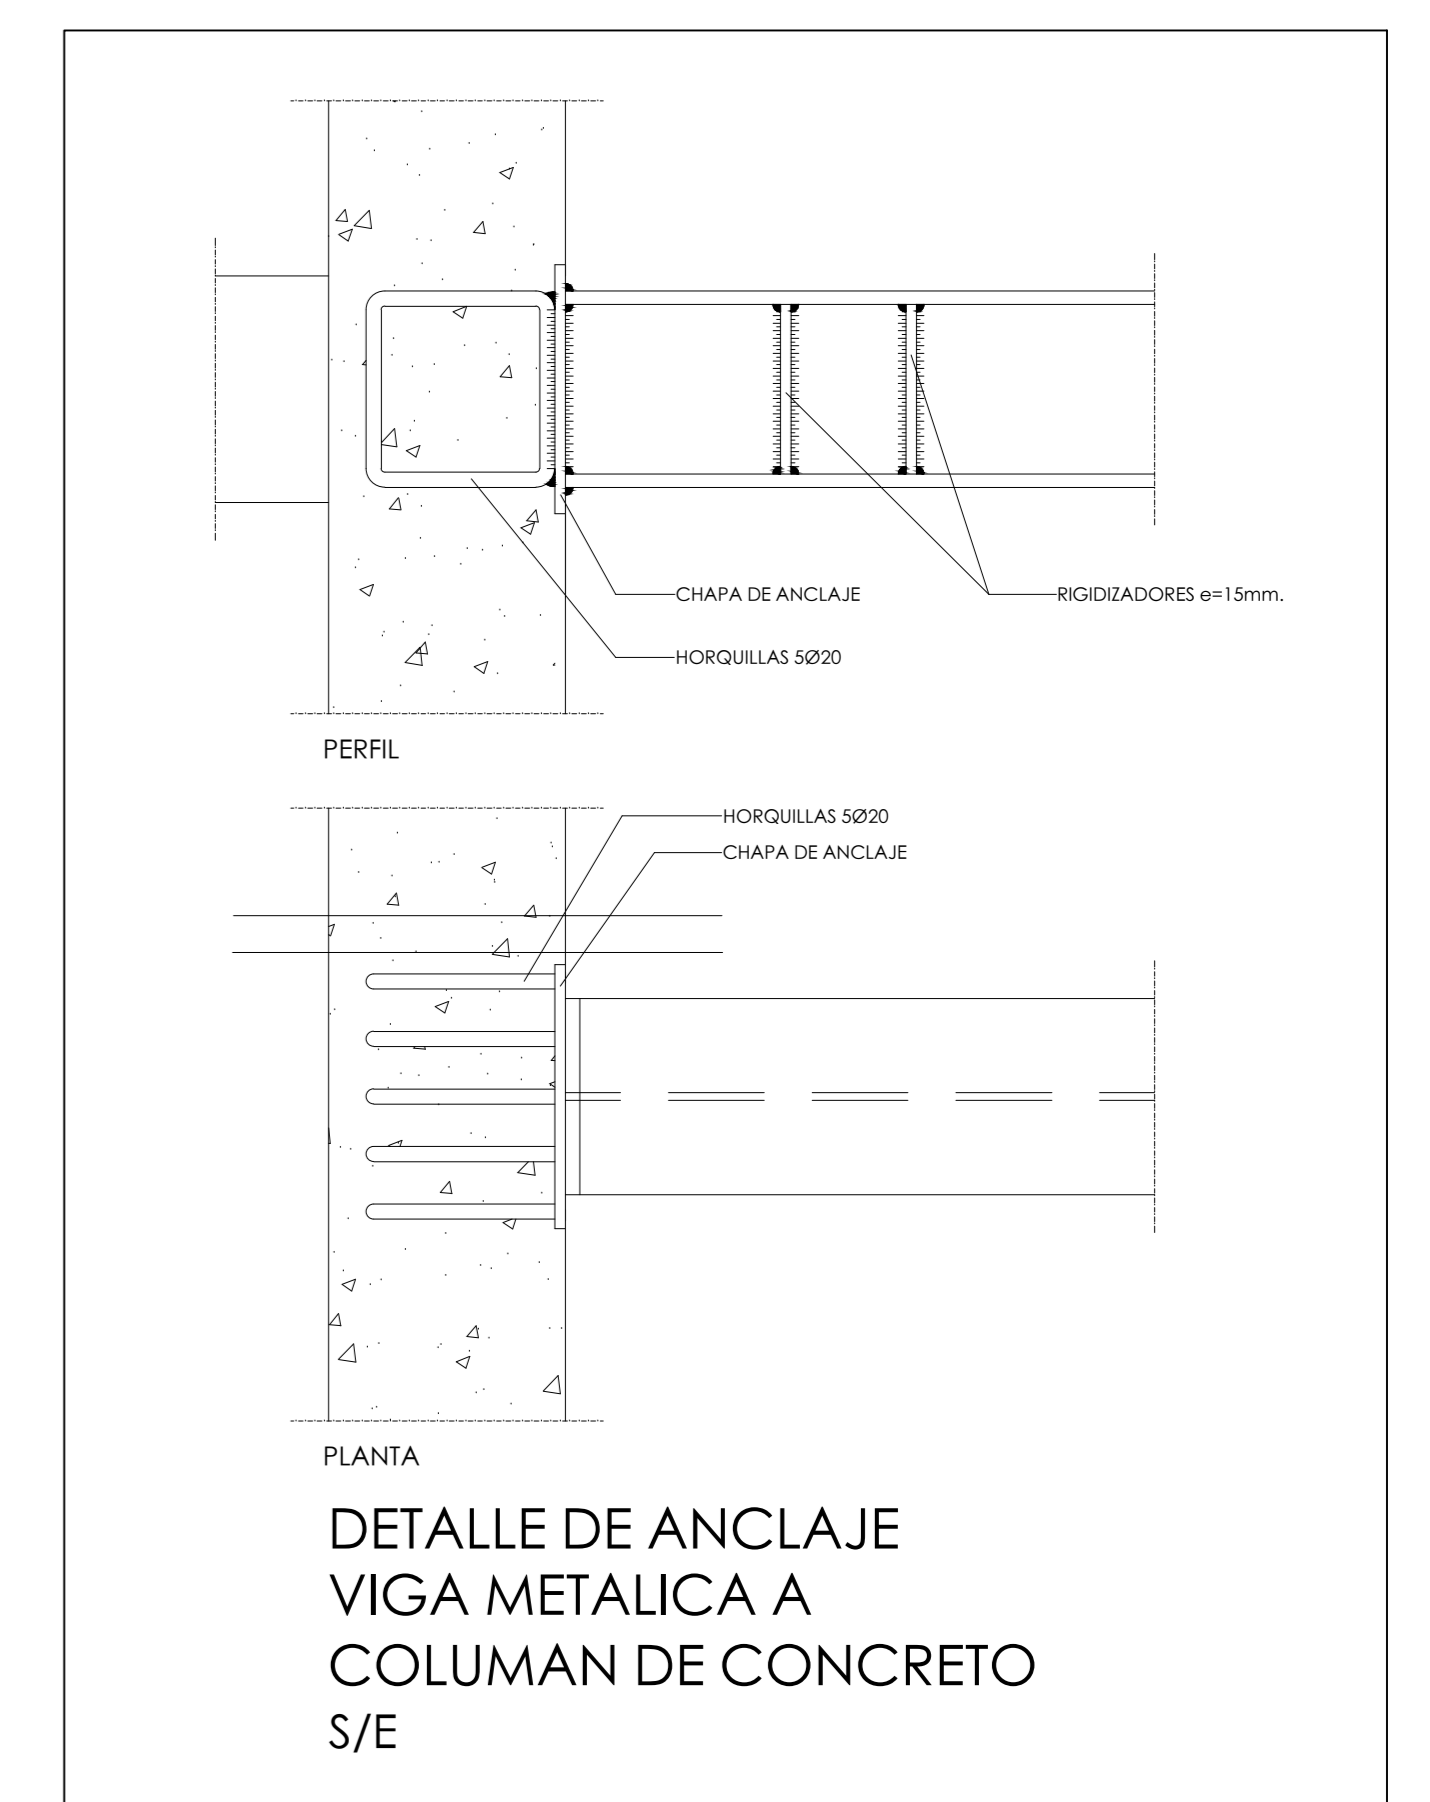 CHAPA DE ANCLAJE
RIGIDIZADORES e=15mm.
HORQUILLAS 5Ø20
PERFIL
HORQUILLAS 5Ø20
CHAPA DE ANCLAJE
PLANTA
DETALLE DE ANCLAJE
VIGA METALICA A
COLUMAN DE CONCRETO
S/E